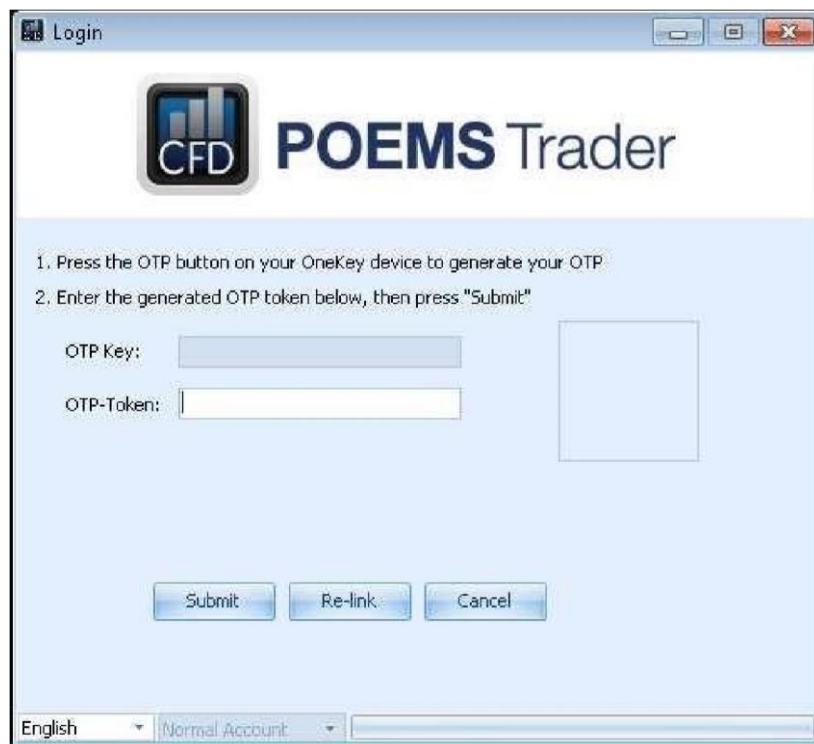 Login
CFD
POEMS Trader
1. Press the OTP button on your OneKey device to generate your OTP
2. Enter the generated OTP token below, then press "Submit"
OTP Key:
OTP-Token:
Submit Re-link Cancel
English Normal Account